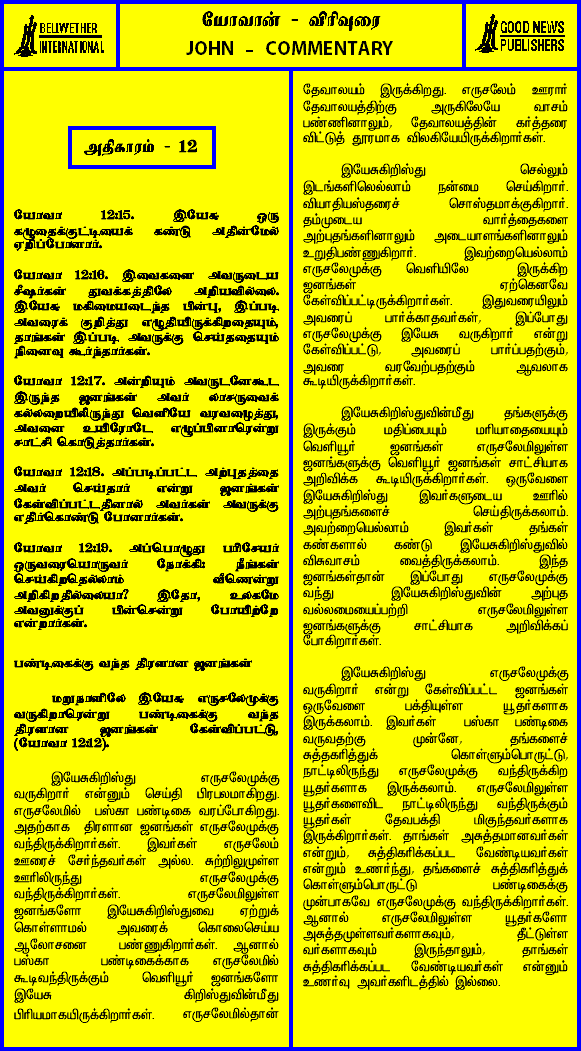 BELWETHER
INTERNATIONAL
யோவான் - விரிவுரை
JOHN - COMMENTARY
GOOD NEWS
PUBLISHERS
அதிகாரம் - 12
யோவா 12:15. இயேசு ஒரு
கழுதைக்குட்டியைக் கண்டு அதின்மேல்
ஏறிப்போனார்.
யோவா 12:16. இவைகளை அவருடைய
சீஷர்கள் துவக்கத்திலே அறியவில்லை.
இயேசு மகிமையடைந்த பின்பு, இப்படி
அவரைக் குறித்து எழுதியிருக்கிறதையும்,
தாங்கள் இப்படி அவருக்கு செய்ததையும்
நினைவு கூர்ந்தார்கள்.
யோவா 12:17. அன்றியும் அவருடனேகூட
இருந்த ஜனங்கள் அவர் லாசருவைக்
கல்லறையிலிருந்து வெளியே வரவழைத்து,
அவனை உயிரோடே எழுப்பினாரென்று
சாட்சி கொடுத்தார்கள்.
யோவா 12:18. அப்படிப்பட்ட அற்புதத்தை
அவர் செய்தார் என்று ஜனங்கள்
கேள்விப்பட்டதினால் அவர்கள் அவருக்கு
எதிர்கொண்டு போனார்கள்.
யோவா 12:19. அப்பொழுது பரிசேயர்
ஒருவரையொருவர் நோக்கி: நீங்கள்
செய்கிறதெல்லாம் வீணென்று
அறிகிறதில்லையா? இதோ, உலகமே
அவனுக்குப் பின்சென்று போயிற்றே
என்றார்கள்.
பண்டிகைக்கு வந்த திரளான ஜனங்கள்
மறுநாளிலே இயேசு எருசலேமுக்கு
வருகிறாரென்று பண்டிகைக்கு வந்த
திரளான ஜனங்கள் கேள்விப்பட்டு,
(யோவா 12:12).
இயேசுகிறிஸ்து எருசலேமுக்கு
வருகிறார் என்னும் செய்தி பிரபலமாகிறது.
எருசலேமில் பஸ்கா பண்டிகை வரப்போகிறது.
அதற்காக திரளான ஜனங்கள் எருசலேமுக்கு
வந்திருக்கிறார்கள். இவர்கள் எருசலேம்
ஊரைச் சேர்ந்தவர்கள் அல்ல. சுற்றிலுமுள்ள
ஊரிலிருந்து எருசலேமுக்கு
வந்திருக்கிறார்கள். எருசலேமிலுள்ள
ஜனங்களோ இயேசுகிறிஸ்துவை ஏற்றுக்
கொள்ளாமல் அவரைக் கொலைசெய்ய
ஆலோசனை பண்ணுகிறார்கள். ஆனால்
பஸ்கா பண்டிகைக்காக எருசலேமில்
கூடிவந்திருக்கும் வெளியூர் ஜனங்களோ
இயேசு கிறிஸ்துவின்மீது
பிரியமாகயிருக்கிறார்கள். எருசலேமில்தான்
தேவாலயம் இருக்கிறது. எருசலேம் ஊரார்
தேவாலயத்திற்கு அருகிலேயே வாசம்
பண்ணினாலும், தேவாலயத்தின் கர்த்தரை
விட்டுத் தூரமாக விலகியேயிருக்கிறார்கள்.
இயேசுகிறிஸ்து செல்லும்
இடங்களிலெல்லாம் நன்மை செய்கிறார்.
வியாதியஸ்தரைச் சொஸ்தமாக்குகிறார்.
தம்முடைய வார்த்தைகளை
அற்புதங்களினாலும் அடையாளங்களினாலும்
உறுதிபண்ணுகிறார். இவற்றையெல்லாம்
எருசலேமுக்கு வெளியிலே இருக்கிற
ஜனங்கள் ஏற்கெனவே
கேள்விப்பட்டிருக்கிறார்கள். இதுவரையிலும்
அவரைப் பார்க்காதவர்கள், இப்போது
எருசலேமுக்கு இயேசு வருகிறார் என்று
கேள்விப்பட்டு, அவரைப் பார்ப்பதற்கும்,
அவரை வரவேற்பதற்கும் ஆவலாக
கூடியிருக்கிறார்கள்.
இயேசுகிறிஸ்துவின்மீது தங்களுக்கு
இருக்கும் மதிப்பையும் மரியாதையையும்
வெளியூர் ஜனங்கள் எருசலேமிலுள்ள
ஜனங்களுக்கு வெளியூர் ஜனங்கள் சாட்சியாக
அறிவிக்க கூடியிருக்கிறார்கள். ஒருவேளை
இயேசுகிறிஸ்து இவர்களுடைய ஊரில்
அற்புதங்களைச் செய்திருக்கலாம்.
அவற்றையெல்லாம் இவர்கள் தங்கள்
கண்களால் கண்டு இயேசுகிறிஸ்துவில்
விசுவாசம் வைத்திருக்கலாம். இந்த
ஜனங்கள்தான் இப்போது எருசலேமுக்கு
வந்து இயேசுகிறிஸ்துவின் அற்புத
வல்லமையைப்பற்றி எருசலேமிலுள்ள
ஜனங்களுக்கு சாட்சியாக அறிவிக்கப்
போகிறார்கள்.
இயேசுகிறிஸ்து எருசலேமுக்கு
வருகிறார் என்று கேள்விப்பட்ட ஜனங்கள்
ஒருவேளை பக்தியுள்ள யூதர்களாக
இருக்கலாம். இவர்கள் பஸ்கா பண்டிகை
வருவதற்கு முன்னே, தங்களைச்
சுத்தகரித்துக் கொள்ளும்பொருட்டு,
நாட்டிலிருந்து எருசலேமுக்கு வந்திருக்கிற
யூதர்களாக இருக்கலாம். எருசலேமிலுள்ள
யூதர்களைவிட நாட்டிலிருந்து வந்திருக்கும்
யூதர்கள் தேவபக்தி மிகுந்தவர்களாக
இருக்கிறார்கள். தாங்கள் அசுத்தமானவர்கள்
என்றும், சுத்திகரிக்கப்பட வேண்டியவர்கள்
என்றும் உணர்ந்து, தங்களைச் சுத்திகரித்துக்
கொள்ளும்பொருட்டு பண்டிகைக்கு
முன்பாகவே எருசலேமுக்கு வந்திருக்கிறார்கள்.
ஆனால் எருசலேமிலுள்ள யூதர்களோ
அசுத்தமுள்ளவர்களாகவும், தீட்டுள்ள
வர்களாகவும் இருந்தாலும், தாங்கள்
சுத்திகரிக்கப்பட வேண்டியவர்கள் என்னும்
உணர்வு அவர்களிடத்தில் இல்லை.